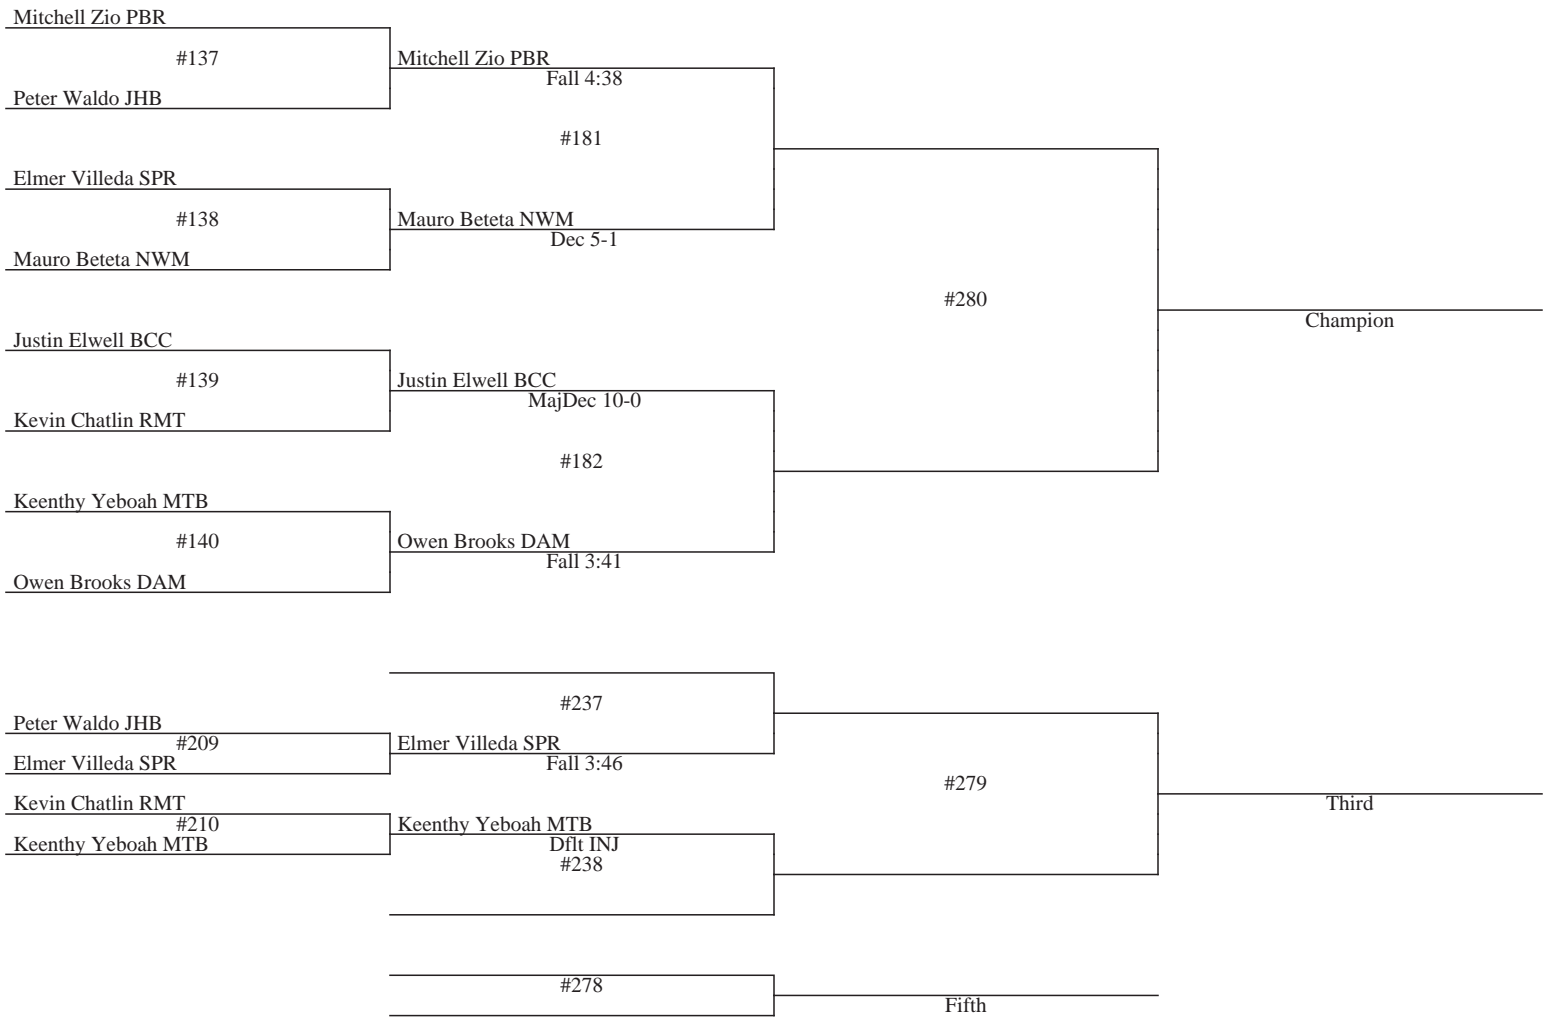 Mitchell Zio PBR
#137
Peter Waldo JHB
Mitchell Zio PBR
Fall 4:38
#181
Elmer Villeda SPR
#138
Mauro Beteta NWM
Mauro Beteta NWM
Dec 5-1
#280
Champion
Justin Elwell BCC
#139
Kevin Chatlin RMT
Justin Elwell BCC
MajDec 10-0
#182
Keenthy Yeboah MTB
#140
Owen Brooks DAM
Owen Brooks DAM
Fall 3:41
#237
Peter Waldo JHB
#209
Elmer Villeda SPR
Elmer Villeda SPR
Fall 3:46
#279
Third
Kevin Chatlin RMT
#210
Keenthy Yeboah MTB
Keenthy Yeboah MTB
Dflt INJ
#238
#278
Fifth